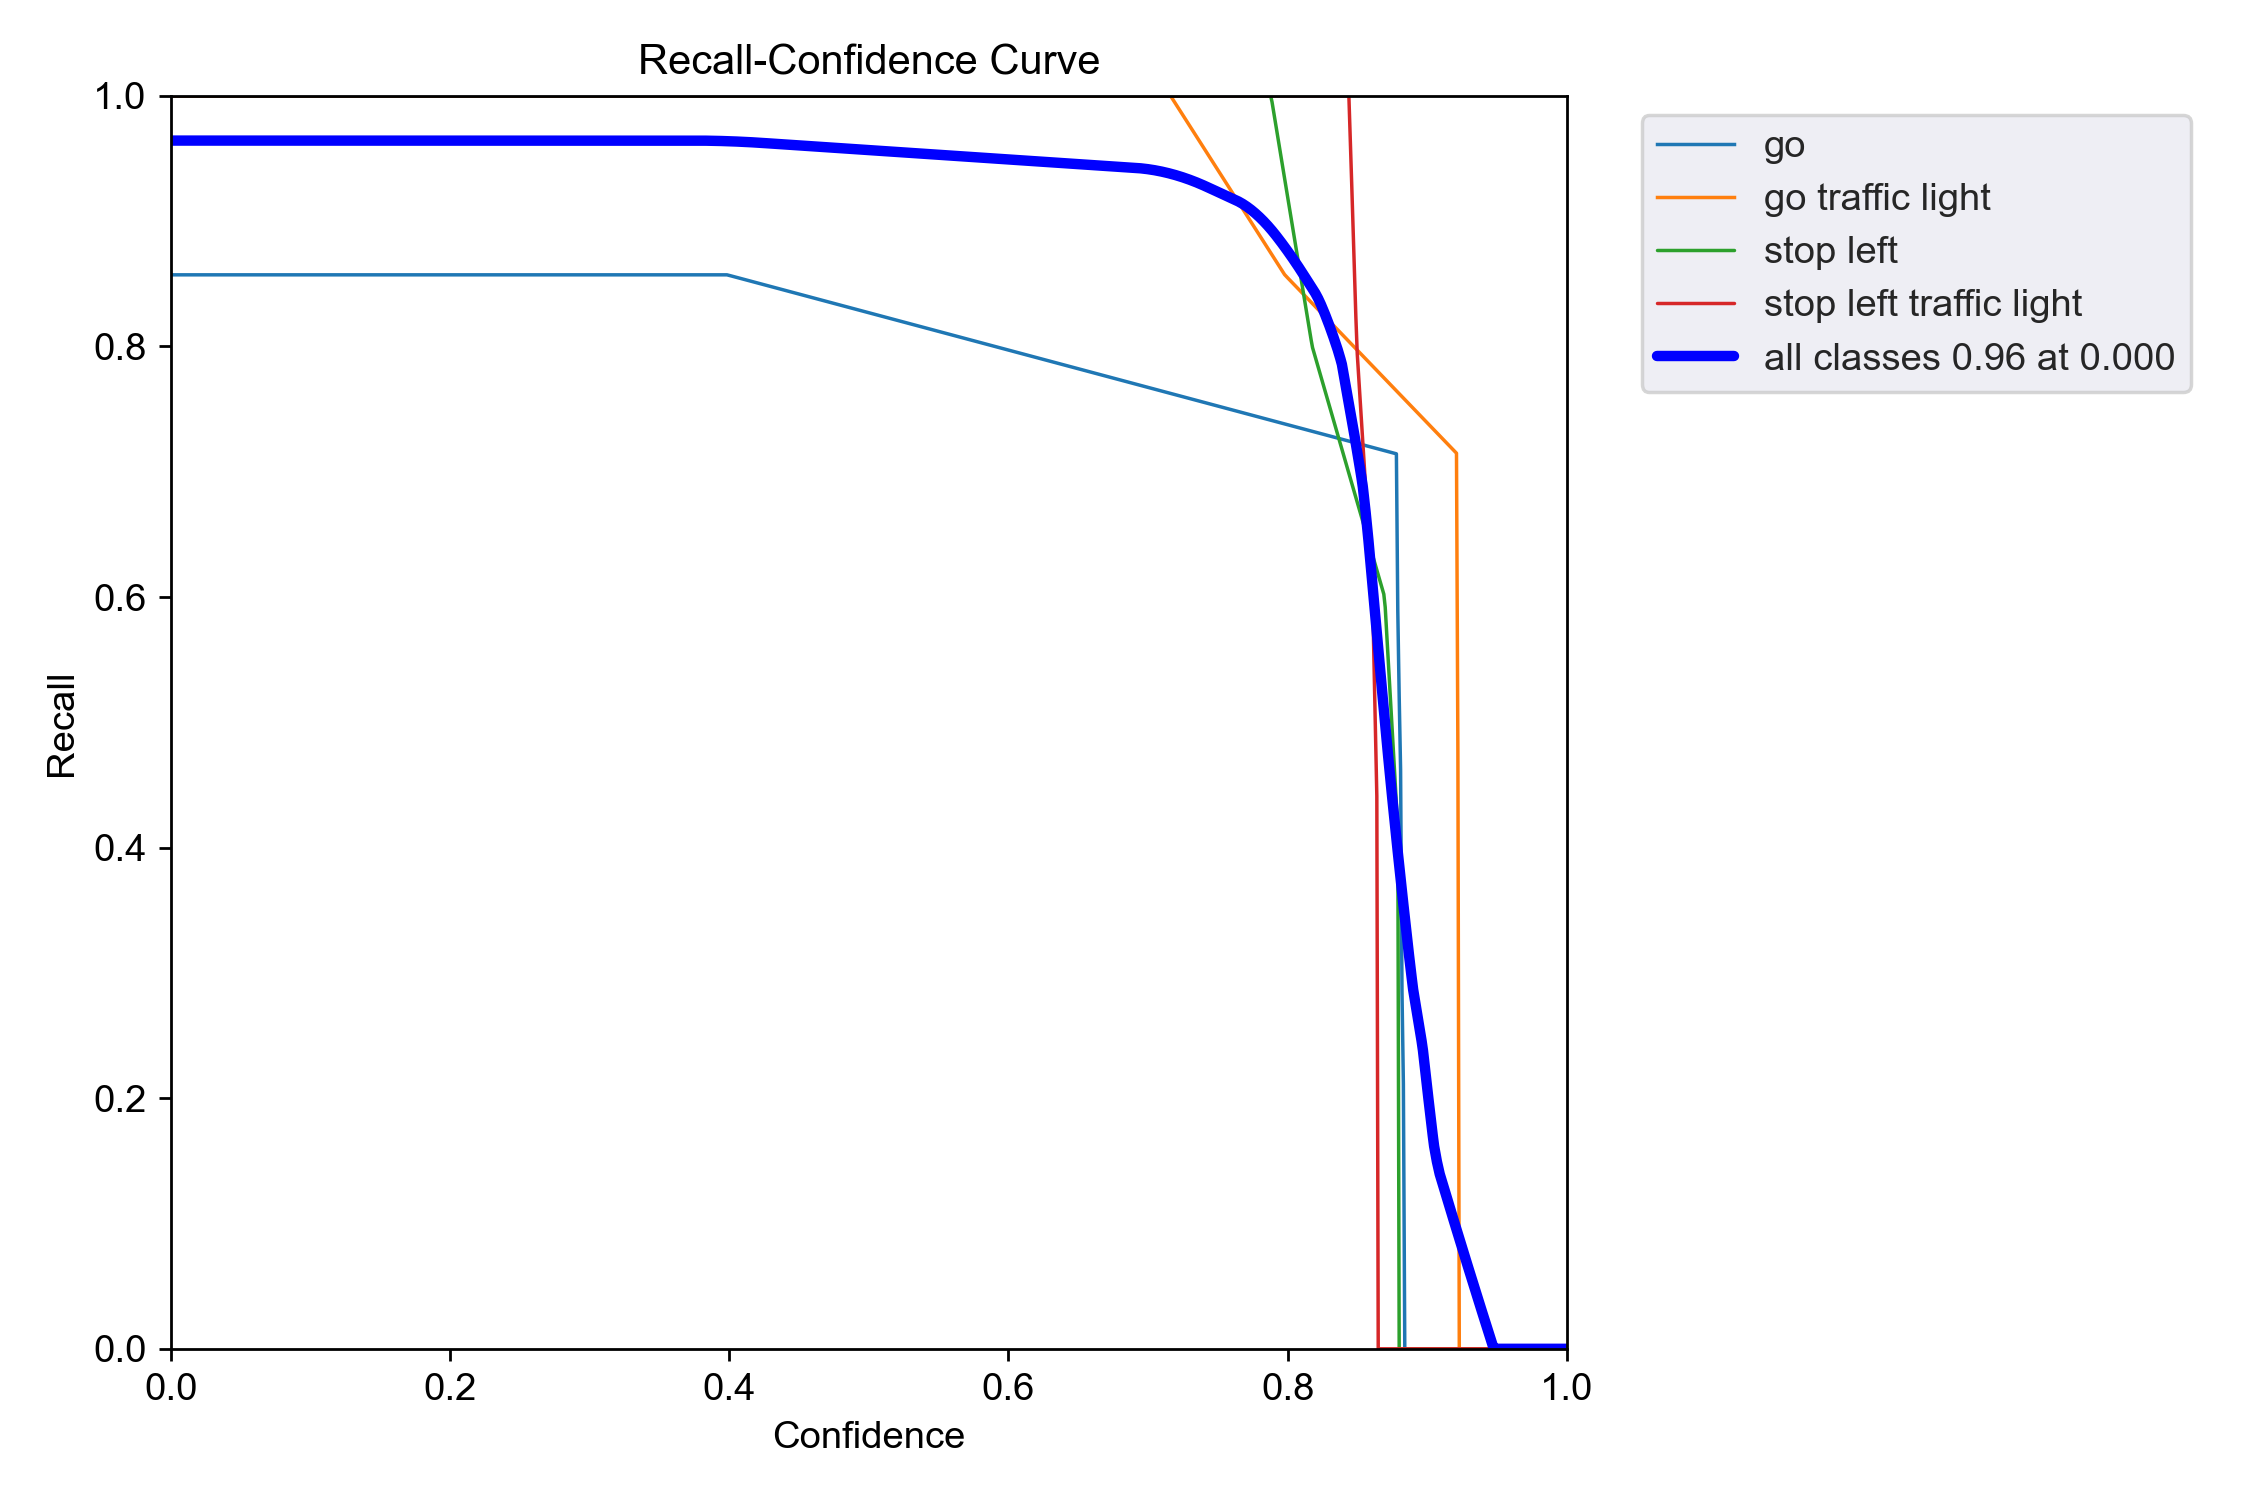 Recall-Confidence Curve
1.0
0.8
0.6
0.4
0.2
0.0
Recall
0.0 0.2 0.4 0.6 0.8 1.0
Confidence
go
go traffic light
stop left
stop left traffic light
all classes 0.96 at 0.000